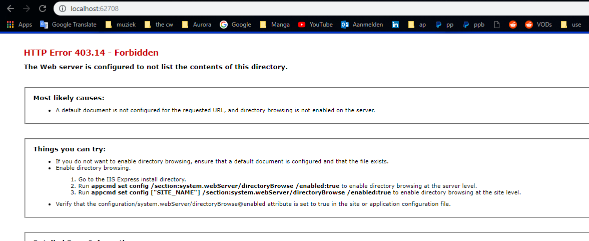 localhost:62708
Apps Google Translate muziek the cw Aurora Google Manga YouTube Aanmelden ap pp ppb VODs use
HTTP Error 403.14 - Forbidden
The Web server is configured to not list the contents of this directory.
Most likely causes:
• A default document is not configured for the requested URL, and directory browsing is not enabled on the server.
Things you can try:
• If you do not want to enable directory browsing, ensure that a default document is configured and that the file exists.
• Enable directory browsing.
1. Go to the IIS Express install directory.
2. Run appcmd set config /section:system.webServer/directoryBrowse /enabled:true to enable directory browsing at the server level.
3. Run appcmd set config ["SITE_NAME"] /section:system.webServer/directoryBrowse /enabled:true to enable directory browsing at the site level.
• Verify that the configuration/system.webServer/directoryBrowse@enabled attribute is set to true in the site or application configuration file.